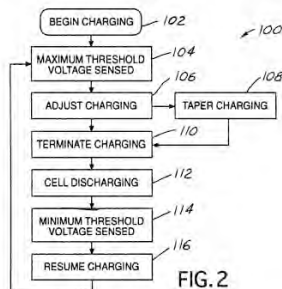 BEGIN CHARGING
102
100
MAXIMUM THRESHOLD
VOLTAGE SENSED
104
ADJUST CHARGING
106
TAPER CHARGING
108
TERMINATE CHARGING
110
CELL DISCHARGING
112
MINIMUM THRESHOLD
VOLTAGE SENSED
114
RESUME CHARGING
116
FIG. 2